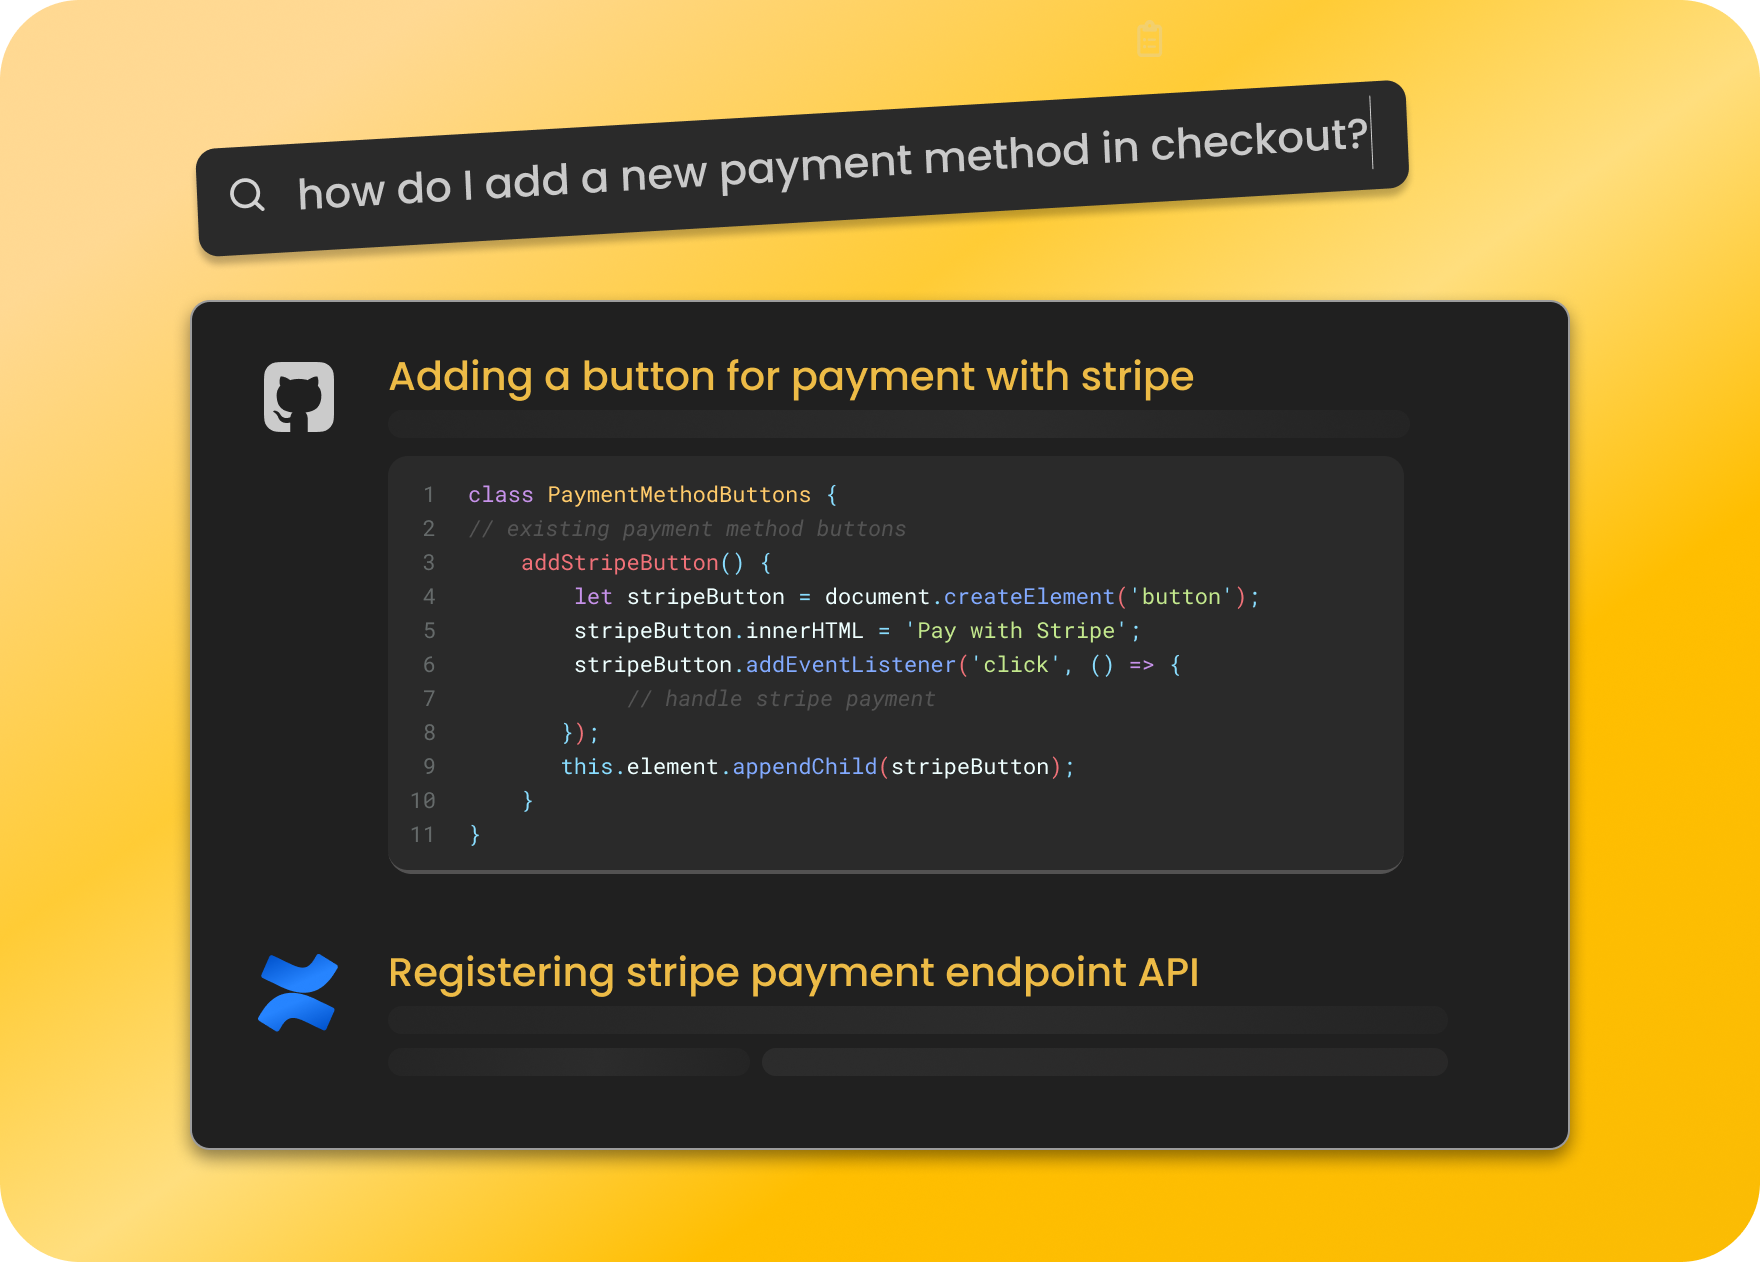 how do I add a new payment method in checkout?
Adding a button for payment with stripe
1 class PaymentMethodButtons {
2 // existing payment method buttons
3 addStripeButton() {
4 let stripeButton = document.createElement('button');
5 stripeButton.innerHTML = 'Pay with Stripe';
6 stripeButton.addEventListener('click', () => {
7 // handle stripe payment
8 });
9 this.element.appendChild(stripeButton);
10 }
11 }
Registering stripe payment endpoint API